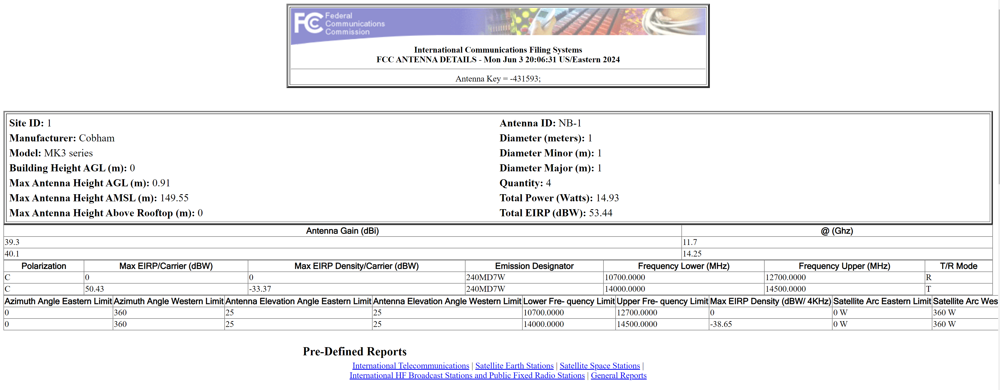 FCC Federal
Communications
Commission
International Communications Filing Systems
FCC ANTENNA DETAILS - Mon Jun 3 20:06:31 US/Eastern 2024
Antenna Key = -431593;
Site ID: 1 Antenna ID: NB-1
Manufacturer: Cobham Diameter (meters): 1
Model: MK3 series Diameter Minor (m): 1
Building Height AGL (m): 0 Diameter Major (m): 1
Max Antenna Height AGL (m): 0.91 Quantity: 4
Max Antenna Height AMSL (m): 149.55 Total Power (Watts): 14.93
Max Antenna Height Above Rooftop (m): 0 Total EIRP (dBW): 53.44
Antenna Gain (dBi) @ (Ghz)
39.3 11.7
40.1 14.25
Polarization Max EIRP/Carrier (dBW) Max EIRP Density/Carrier (dBW) Emission Designator Frequency Lower (MHz) Frequency Upper (MHz) T/R Mode
C 0 0 240MD7W 10700.0000 12700.0000 R
C 50.43 -33.37 240MD7W 14000.0000 14500.0000 T
Azimuth Angle Eastern Limit Azimuth Angle Western Limit Antenna Elevation Angle Eastern Limit Antenna Elevation Angle Western Limit Lower Fre- quency Limit Upper Fre- quency Limit Max EIRP Density (dBW/ 4KHz) Satellite Arc Eastern Limit Satellite Arc Wes
0 360 25 25 10700.0000 12700.0000 0 0 W 360 W
0 360 25 25 14000.0000 14500.0000 -38.65 0 W 360 W
Pre-Defined Reports
International Telecommunications | Satellite Earth Stations | Satellite Space Stations |
International HF Broadcast Stations and Public Fixed Radio Stations | General Reports